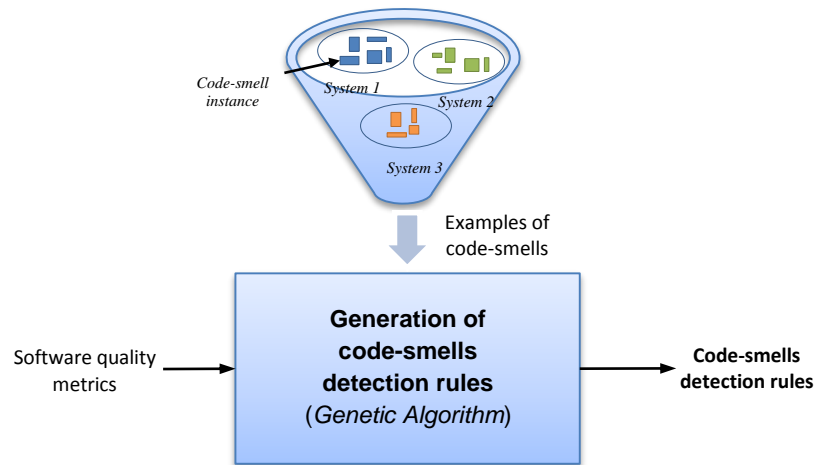 Code-smell
instance
System 1
System 2
System 3
Examples of
code-smells
Generation of
code-smells
detection rules
(Genetic Algorithm)
Software quality
metrics
Code-smells
detection rules